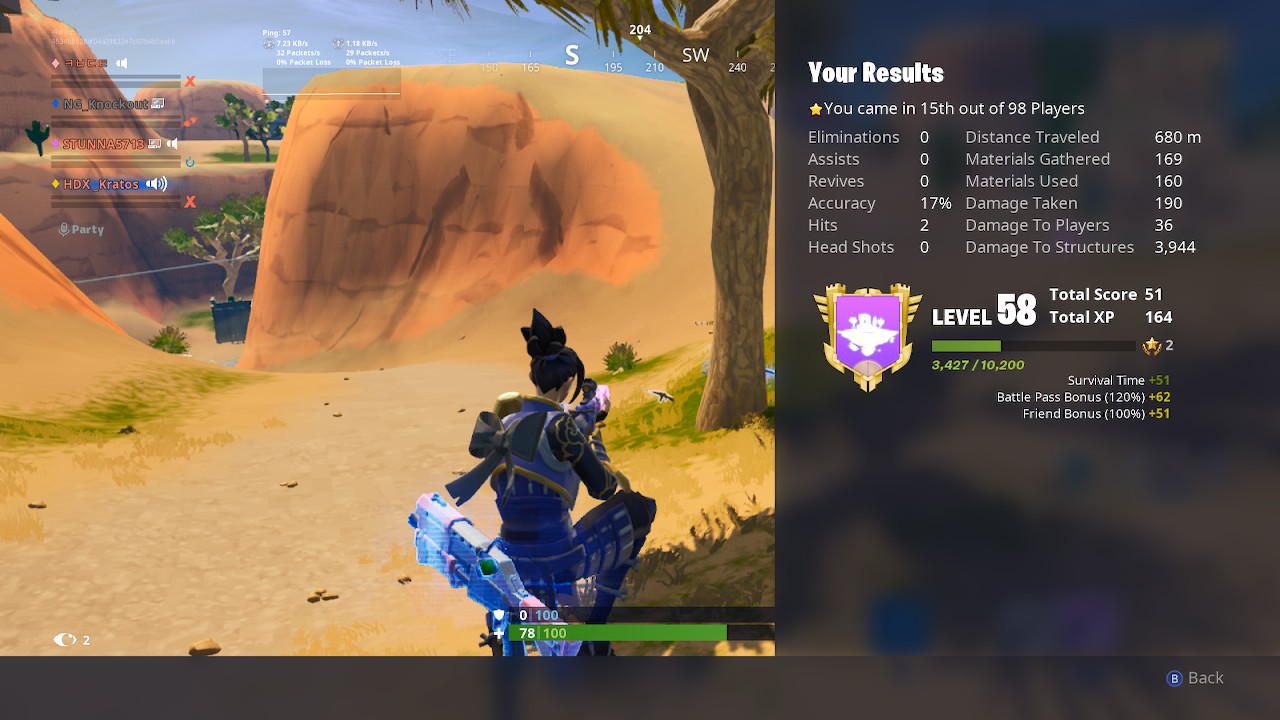 Ping: 57
7.23 KB/s 1.18 KB/s
32 Packets/s 29 Packets/s
0% Packet Loss 0% Packet Loss
204
150 165 S 195 210 SW 240
NG_Knockout
STUNNA5713
HDX_Kratos
Party
2
0 100
78 100
Your Results
You came in 15th out of 98 Players
Eliminations 0 Distance Traveled 680 m
Assists 0 Materials Gathered 169
Revives 0 Materials Used 160
Accuracy 17% Damage Taken 190
Hits 2 Damage To Players 36
Head Shots 0 Damage To Structures 3,944
LEVEL 58
Total Score 51
Total XP 164
2
3,427 / 10,200
Survival Time +51
Battle Pass Bonus (120%) +62
Friend Bonus (100%) +51
B Back